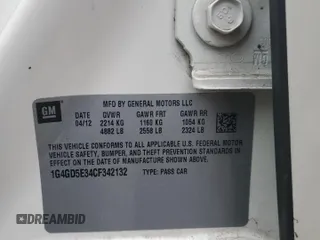 GM
MFD BY GENERAL MOTORS LLC
DATE GVWR GAWR FR GAWR RR
04/12 2214 KG 1160 KG 1054 KG
4882 LB 2558 LB 2324 LB
THIS VEHICLE CONFORMS TO ALL APPLICABLE U.S. FEDERAL MOTOR
VEHICLE SAFETY, BUMPER, AND THEFT PREVENTION STANDARDS IN
EFFECT ON THE DATE OF MANUFACTURE SHOWN ABOVE.
1G4GD5E34CF342132 TYPE: PASS CAR
DREAMBID